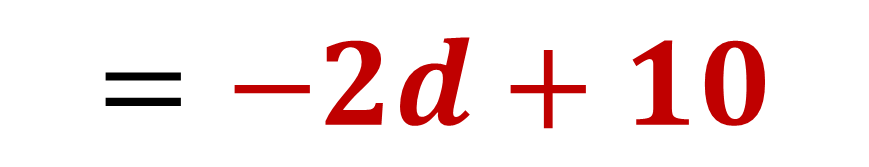 = −2d + 10